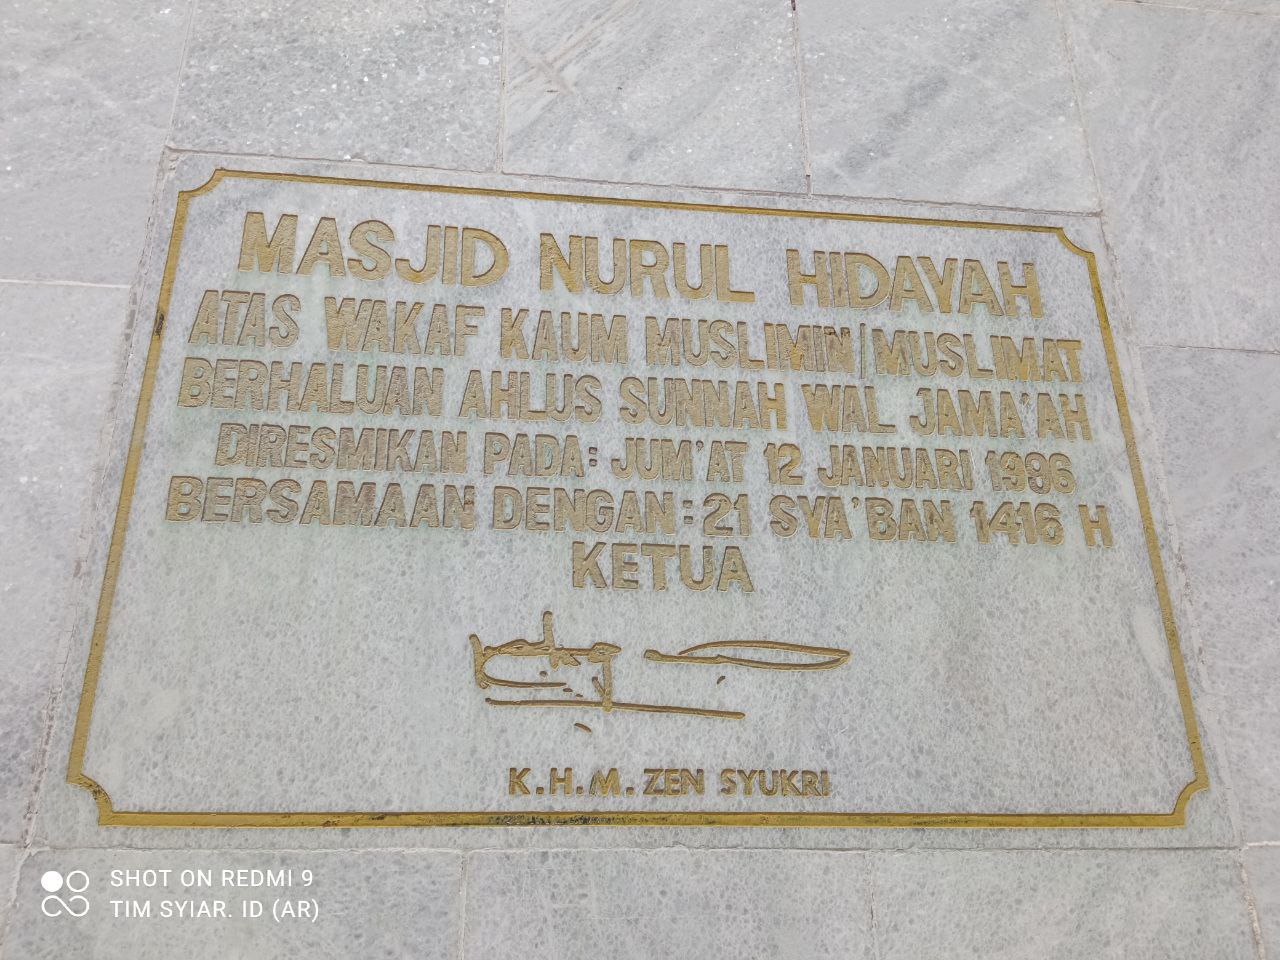 MASJID NURUL HIDAYAH
ATAS WAKAF KAUM MUSLIMIN/MUSLIMAT
BERHALUAN AHLUS SUNNAH WAL JAMA'AH
DIRESMIKAN PADA: JUM'AT 12 JANUARI 1996
BERSAMAAN DENGAN: 21 SYA'BAN 1416 H
KETUA
K.H.M. ZEN SYUKRI
SHOT ON REDMI 9
TIM SYIAR. ID (AR)